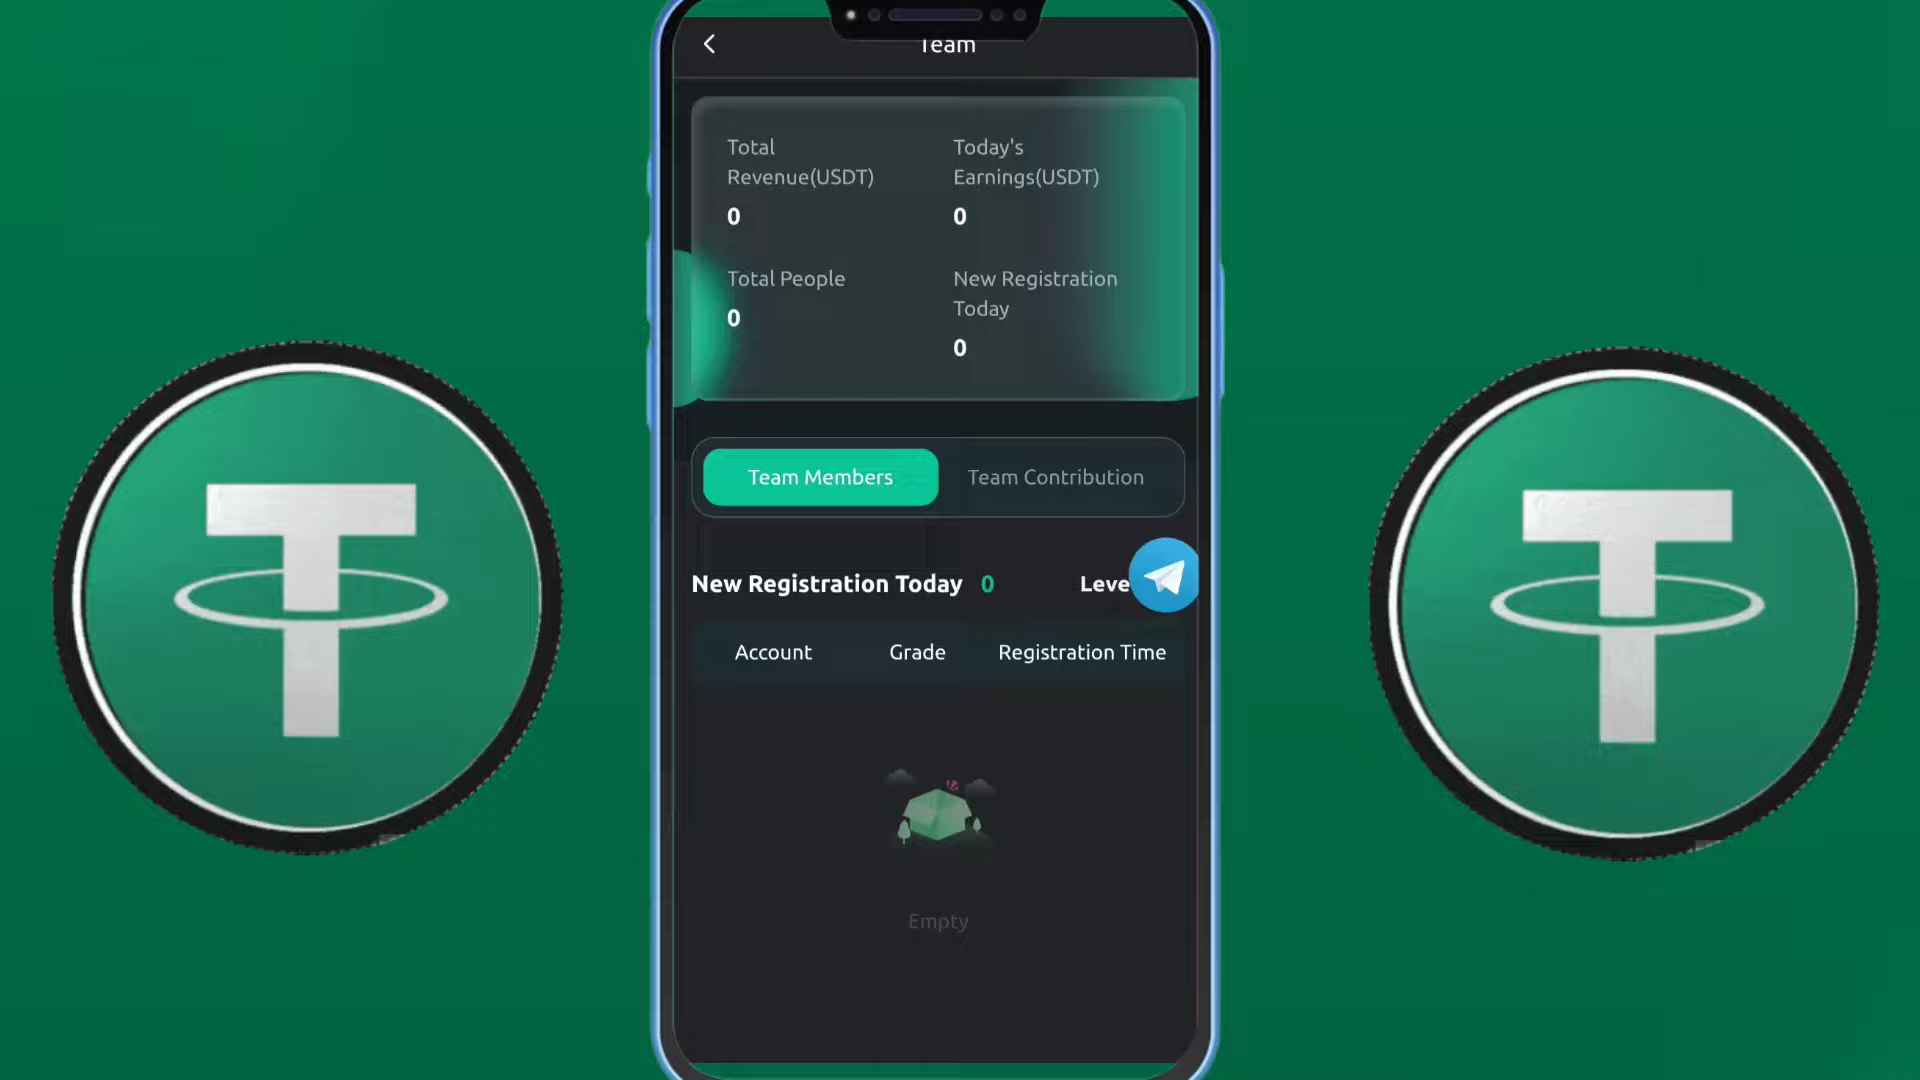 Team
Total
Revenue(USDT)
0
Today's
Earnings(USDT)
0
Total People
0
New Registration
Today
0
Team Members
Team Contribution
New Registration Today 0
Leve
Account Grade Registration Time
Empty